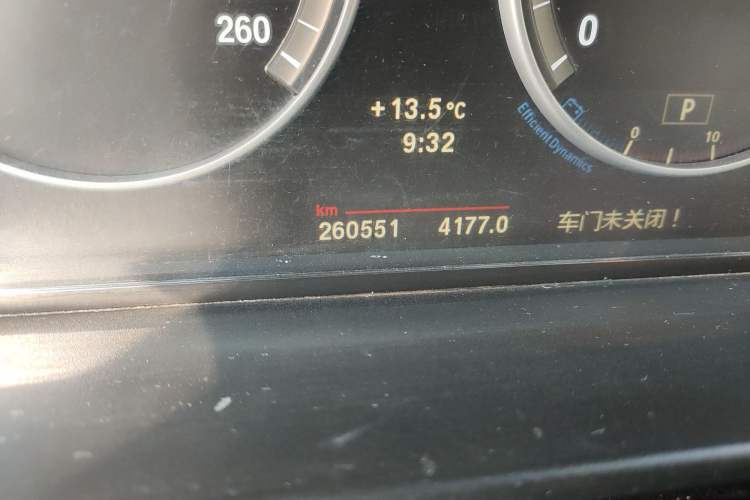 260
0
+13.5°C
P
9:32
Efficient Dynamics
0 10
km
260551 4177.0 车门未关闭！